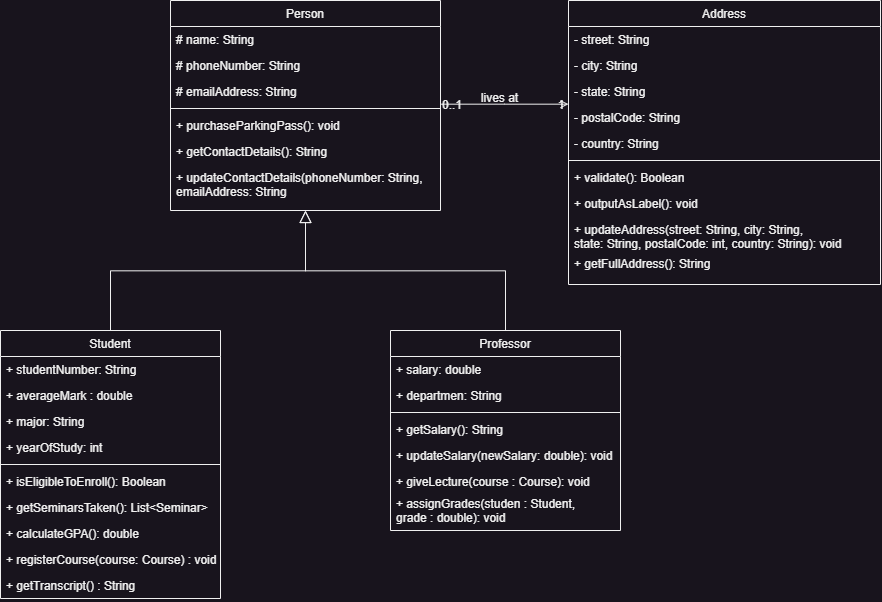 Person
# name: String
# phoneNumber: String
# emailAddress: String
+ purchaseParkingPass(): void
+ getContactDetails(): String
+ updateContactDetails(phoneNumber: String,
emailAddress: String
0..1
lives at
1
Address
- street: String
- city: String
- state: String
- postalCode: String
- country: String
+ validate(): Boolean
+ outputAsLabel(): void
+ updateAddress(street: String, city: String,
state: String, postalCode: int, country: String): void
+ getFullAddress(): String
Student
+ studentNumber: String
+ averageMark : double
+ major: String
+ yearOfStudy: int
+ isEligibleToEnroll(): Boolean
+ getSeminarsTaken(): List<Seminar>
+ calculateGPA(): double
+ registerCourse(course: Course) : void
+ getTranscript() : String
Professor
+ salary: double
+ departmen: String
+ getSalary(): String
+ updateSalary(newSalary: double): void
+ giveLecture(course : Course): void
+ assignGrades(studen : Student,
grade : double): void